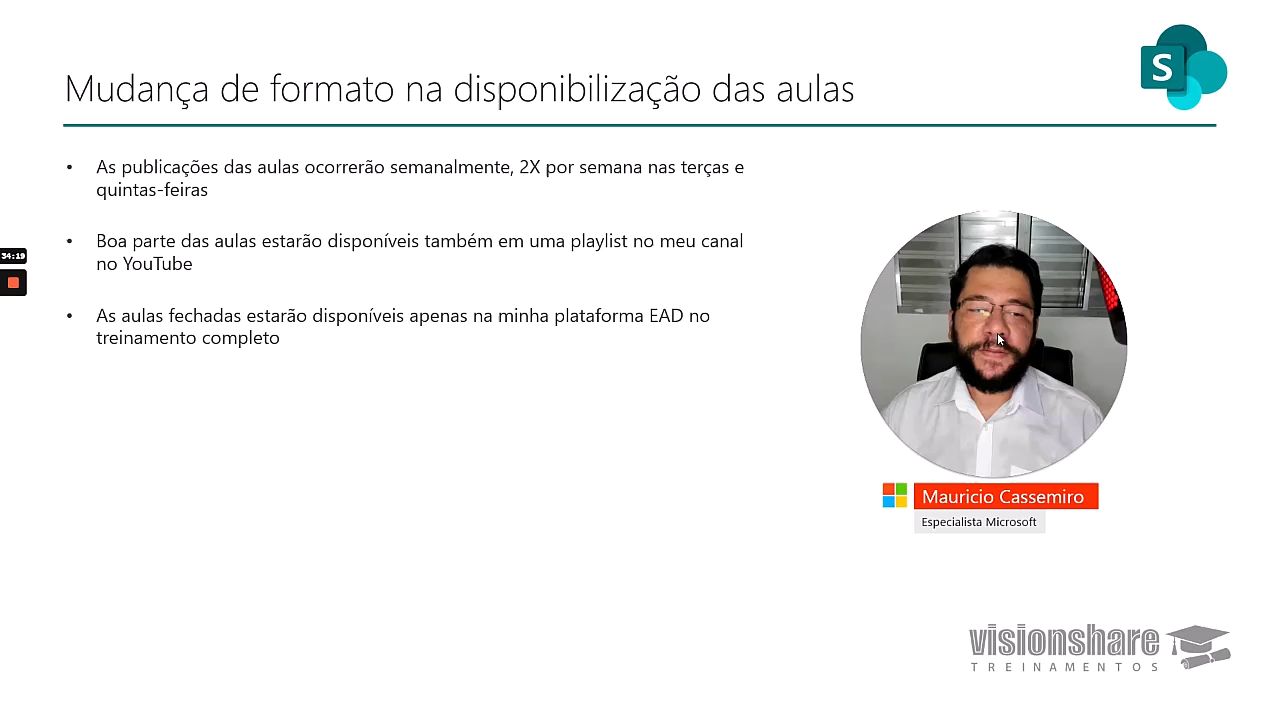 Mudança de formato na disponibilização das aulas
S
• As publicações das aulas ocorrerão semanalmente, 2X por semana nas terças e
quintas-feiras
• Boa parte das aulas estarão disponíveis também em uma playlist no meu canal
no YouTube
34:19
• As aulas fechadas estarão disponíveis apenas na minha plataforma EAD no
treinamento completo
Mauricio Cassemiro
Especialista Microsoft
visionshare
TREINAMENTOS